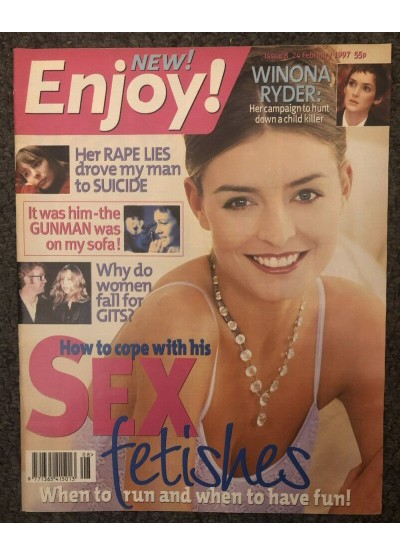 NEW!
Enjoy!
24 February 1997 55p
WINONA
RYDER:
Her campaign to hunt
down a child killer
Her RAPE LIES
drove my man
to SUICIDE
It was him-the
GUNMAN was
on my sofa!
Why do
women
fall for
GITS?
How to cope with his
SEX
fetishes
When to run and when to have fun!
08